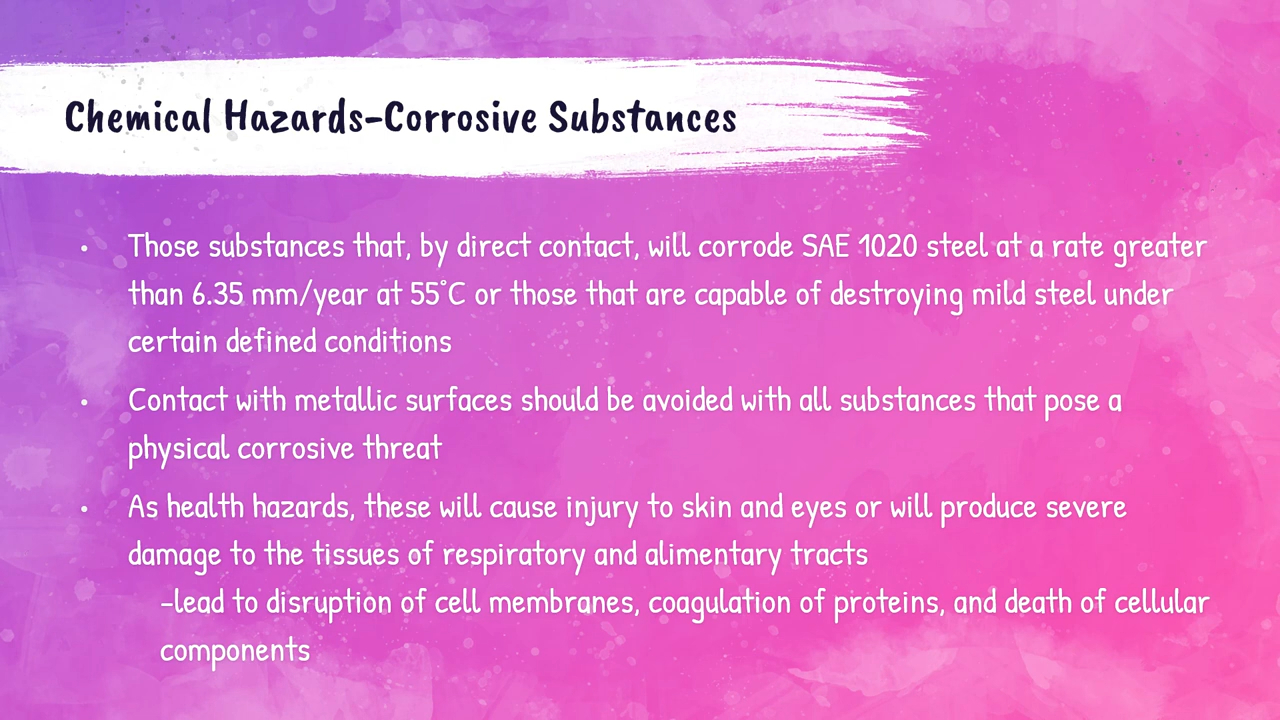 Chemical Hazards-Corrosive Substances
• Those substances that, by direct contact, will corrode SAE 1020 steel at a rate greater
than 6.35 mm/year at 55°C or those that are capable of destroying mild steel under
certain defined conditions
• Contact with metallic surfaces should be avoided with all substances that pose a
physical corrosive threat
• As health hazards, these will cause injury to skin and eyes or will produce severe
damage to the tissues of respiratory and alimentary tracts
–lead to disruption of cell membranes, coagulation of proteins, and death of cellular
components